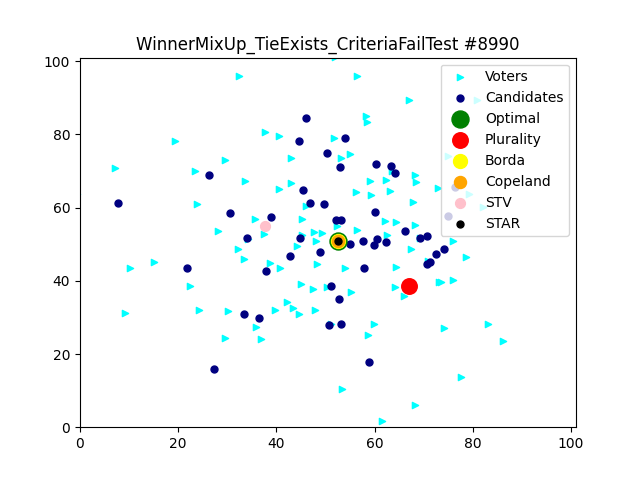 WinnerMixUp_TieExists_CriteriaFailTest #8990
100
80
60
40
20
0
0
20
40
60
80
100
Voters
Candidates
Optimal
Plurality
Borda
Copeland
STV
STAR